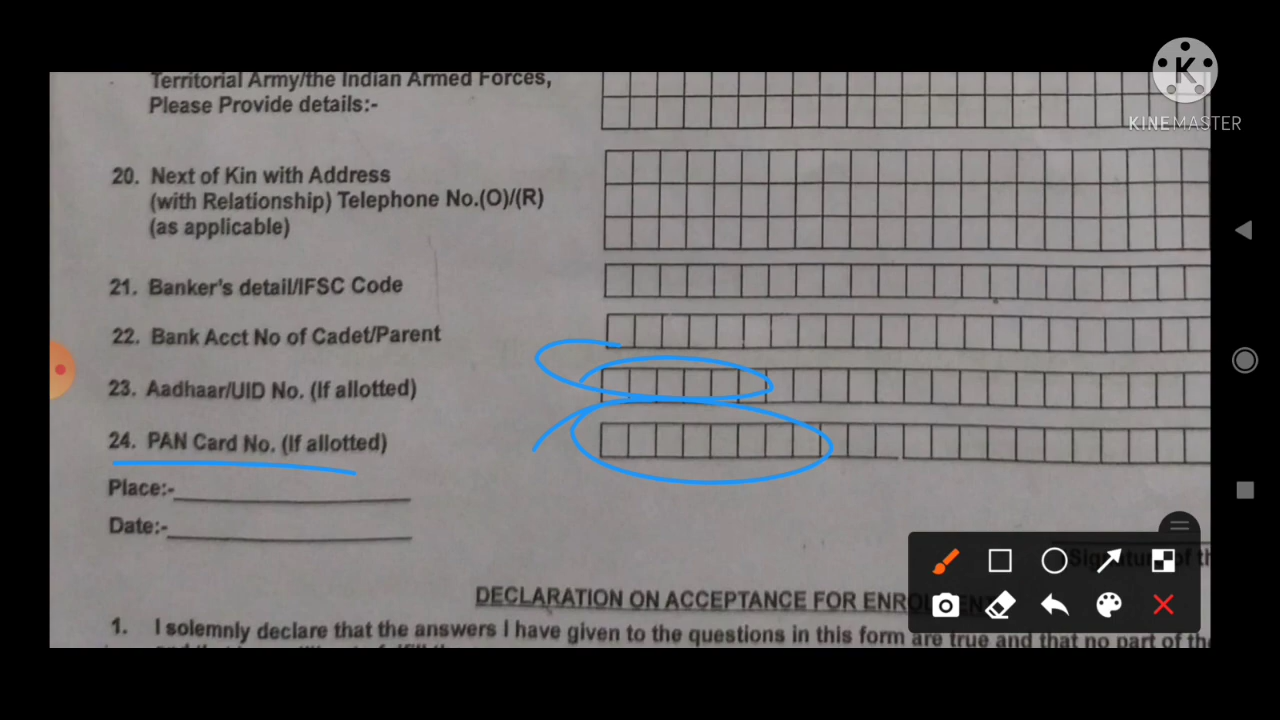 Territorial Army/the Indian Armed Forces,
Please Provide details:-
K
KINEMASTER
20. Next of Kin with Address
(with Relationship) Telephone No.(O)/(R)
(as applicable)
21. Banker's detail/IFSC Code
22. Bank Acct No of Cadet/Parent
23. Aadhaar/UID No. (If allotted)
24. PAN Card No. (If allotted)
Place:-
Date:-
DECLARATION ON ACCEPTANCE FOR
1. I solemnly declare that the answers I have given to the questions in this form are true and that no part of